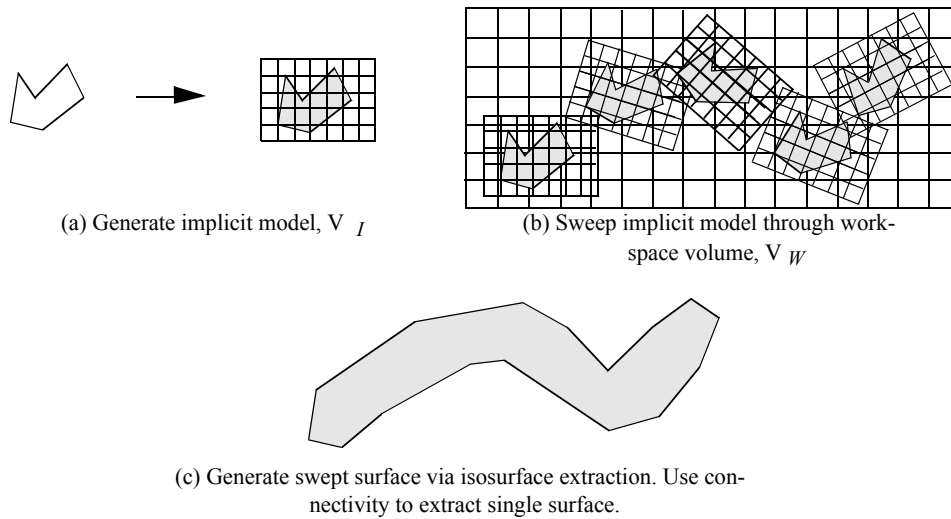 (a) Generate implicit model, V I
(b) Sweep implicit model through work-
space volume, V W
(c) Generate swept surface via isosurface extraction. Use con-
nectivity to extract single surface.